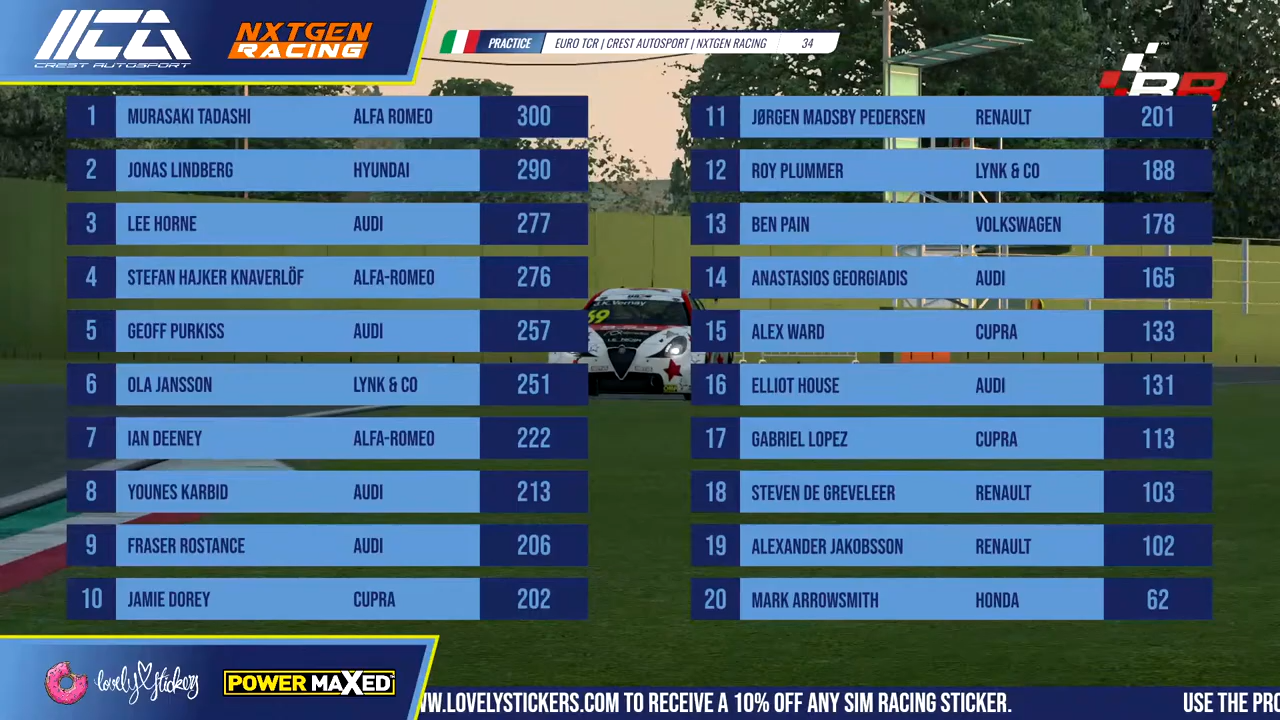 CREST AUTOSPORT
NXTGEN
RACING
PRACTICE EURO TCR | CREST AUTOSPORT | NXTGEN RACING 34
1 MURASAKI TADASHI ALFA ROMEO 300
2 JONAS LINDBERG HYUNDAI 290
3 LEE HORNE AUDI 277
4 STEFAN HAJKER KNAVERLÖF ALFA-ROMEO 276
5 GEOFF PURKISS AUDI 257
6 OLA JANSSON LYNK & CO 251
7 IAN DEENEY ALFA-ROMEO 222
8 YOUNES KARBID AUDI 213
9 FRASER ROSTANCE AUDI 206
10 JAMIE DOREY CUPRA 202
11 JØRGEN MADSBY PEDERSEN RENAULT 201
12 ROY PLUMMER LYNK & CO 188
13 BEN PAIN VOLKSWAGEN 178
14 ANASTASIOS GEORGIADIS AUDI 165
15 ALEX WARD CUPRA 133
16 ELLIOT HOUSE AUDI 131
17 GABRIEL LOPEZ CUPRA 113
18 STEVEN DE GREVELEER RENAULT 103
19 ALEXANDER JAKOBSSON RENAULT 102
20 MARK ARROWSMITH HONDA 62
J.K.Vernay
69
lovely stickers
POWER MAXED
WW.LOVELYSTICKERS.COM TO RECEIVE A 10% OFF ANY SIM RACING STICKER. USE THE PRO